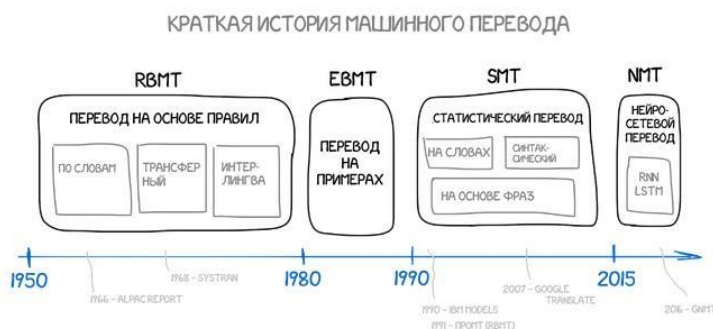 КРАТКАЯ ИСТОРИЯ МАШИННОГО ПЕРЕВОДА
RBMT
EBMT
SMT
NMT
ПЕРЕВОД НА ОСНОВЕ ПРАВИЛ
ПО СЛОВАМ
ТРАНСФЕР
НЫЙ
ИНТЕР-
ЛИНГВА
ПЕРЕВОД
НА
ПРИМЕРАХ
СТАТИСТИЧЕСКИЙ ПЕРЕВОД
НА СЛОВАХ
СИНТАК-
СИЧЕСКИЙ
НА ОСНОВЕ ФРАЗ
НЕЙРО-
СЕТЕВОЙ
ПЕРЕВОД
RNN
LSTM
1950
1980
1990
2015
1966 - ALPAC REPORT
1968 - SYSTRAN
1990 - IBM MODELS
1991 - ПРОМТ (RBMT)
2007 - GOOGLE
TRANSLATE
2016 - GNMT